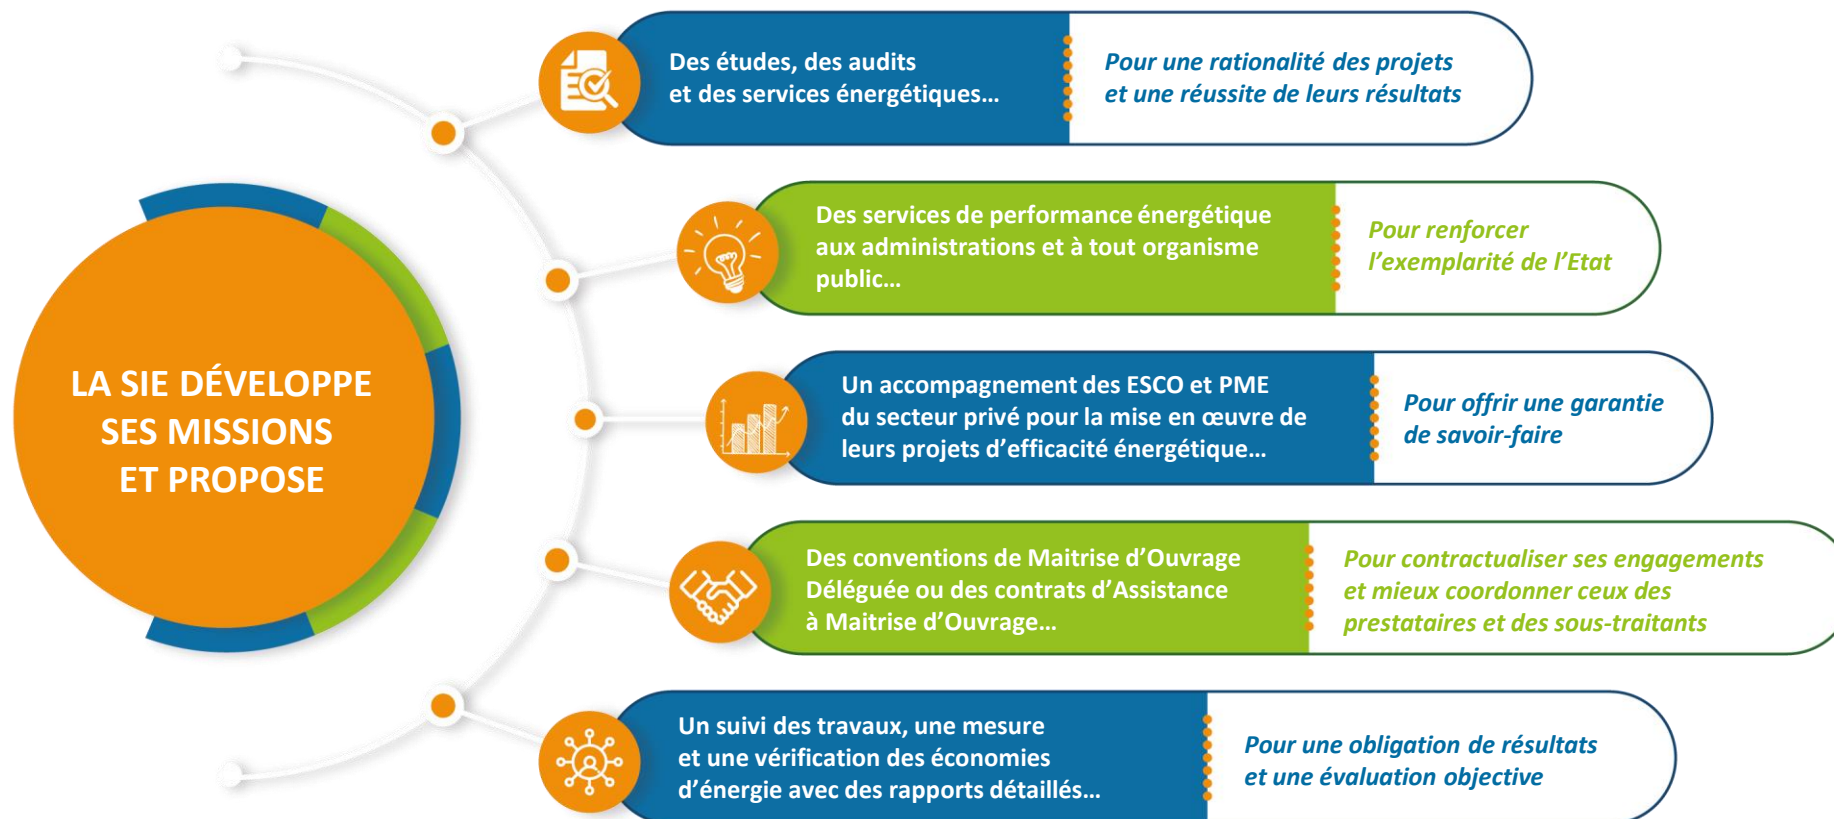 LA SIE DÉVELOPPE
SES MISSIONS
ET PROPOSE
Des études, des audits
et des services énergétiques…
Pour une rationalité des projets
et une réussite de leurs résultats
Des services de performance énergétique
aux administrations et à tout organisme
public…
Pour renforcer
l’exemplarité de l’Etat
Un accompagnement des ESCO et PME
du secteur privé pour la mise en œuvre de
leurs projets d’efficacité énergétique…
Pour offrir une garantie
de savoir-faire
Des conventions de Maitrise d’Ouvrage
Déléguée ou des contrats d’Assistance
à Maitrise d’Ouvrage…
Pour contractualiser ses engagements
et mieux coordonner ceux des
prestataires et des sous-traitants
Un suivi des travaux, une mesure
et une vérification des économies
d’énergie avec des rapports détaillés…
Pour une obligation de résultats
et une évaluation objective